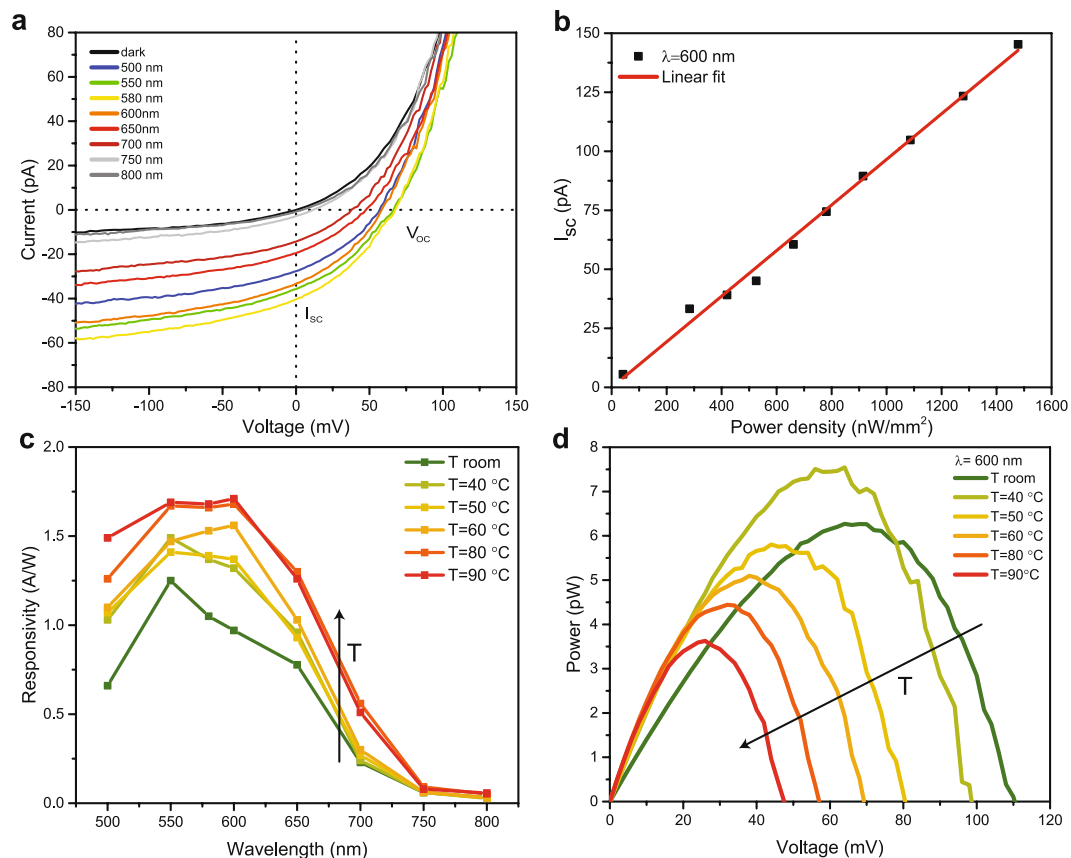 a
80
60
40
20
0
-20
-40
-60
-80
-150
-100
-50
0
50
100
150
Current (pA)
Voltage (mV)
dark
500 nm
550 nm
580 nm
600nm
650nm
700 nm
750 nm
800 nm
Voc
Isc
b
150
125
100
75
50
25
0
0
200
400
600
800
1000
1200
1400
1600
ISC (pA)
Power density (nW/mm²)
λ=600 nm
Linear fit
c
2.0
1.5
1.0
0.5
0.0
500
550
600
650
700
750
800
Responsivity (A/W)
Wavelength (nm)
T room
T=40 °C
T=50 °C
T=60 °C
T=80 °C
T=90 °C
T
d
8
7
6
5
4
3
2
1
0
0
20
40
60
80
100
120
Power (pW)
Voltage (mV)
λ= 600 nm
T room
T=40 °C
T=50 °C
T=60 °C
T=80 °C
T=90°C
T